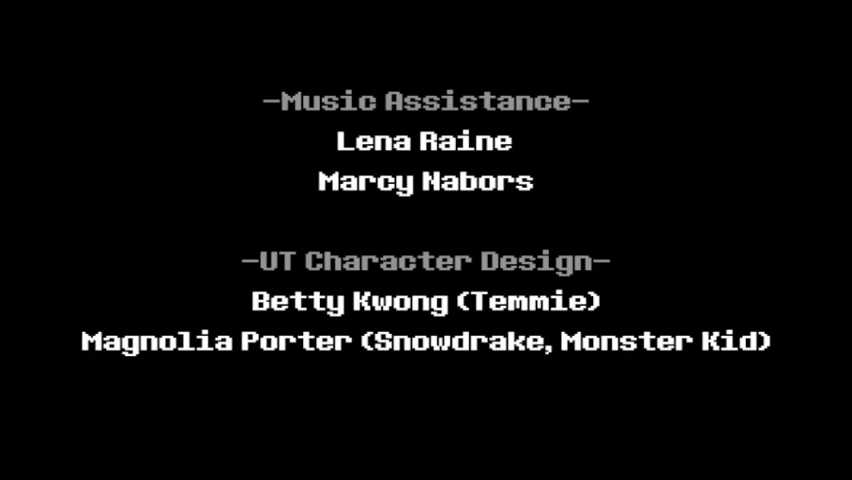 -Music Assistance-
Lena Raine
Marcy Nabors
-UT Character Design-
Betty Kwong (Temmie)
Magnolia Porter (Snowdrake, Monster Kid)